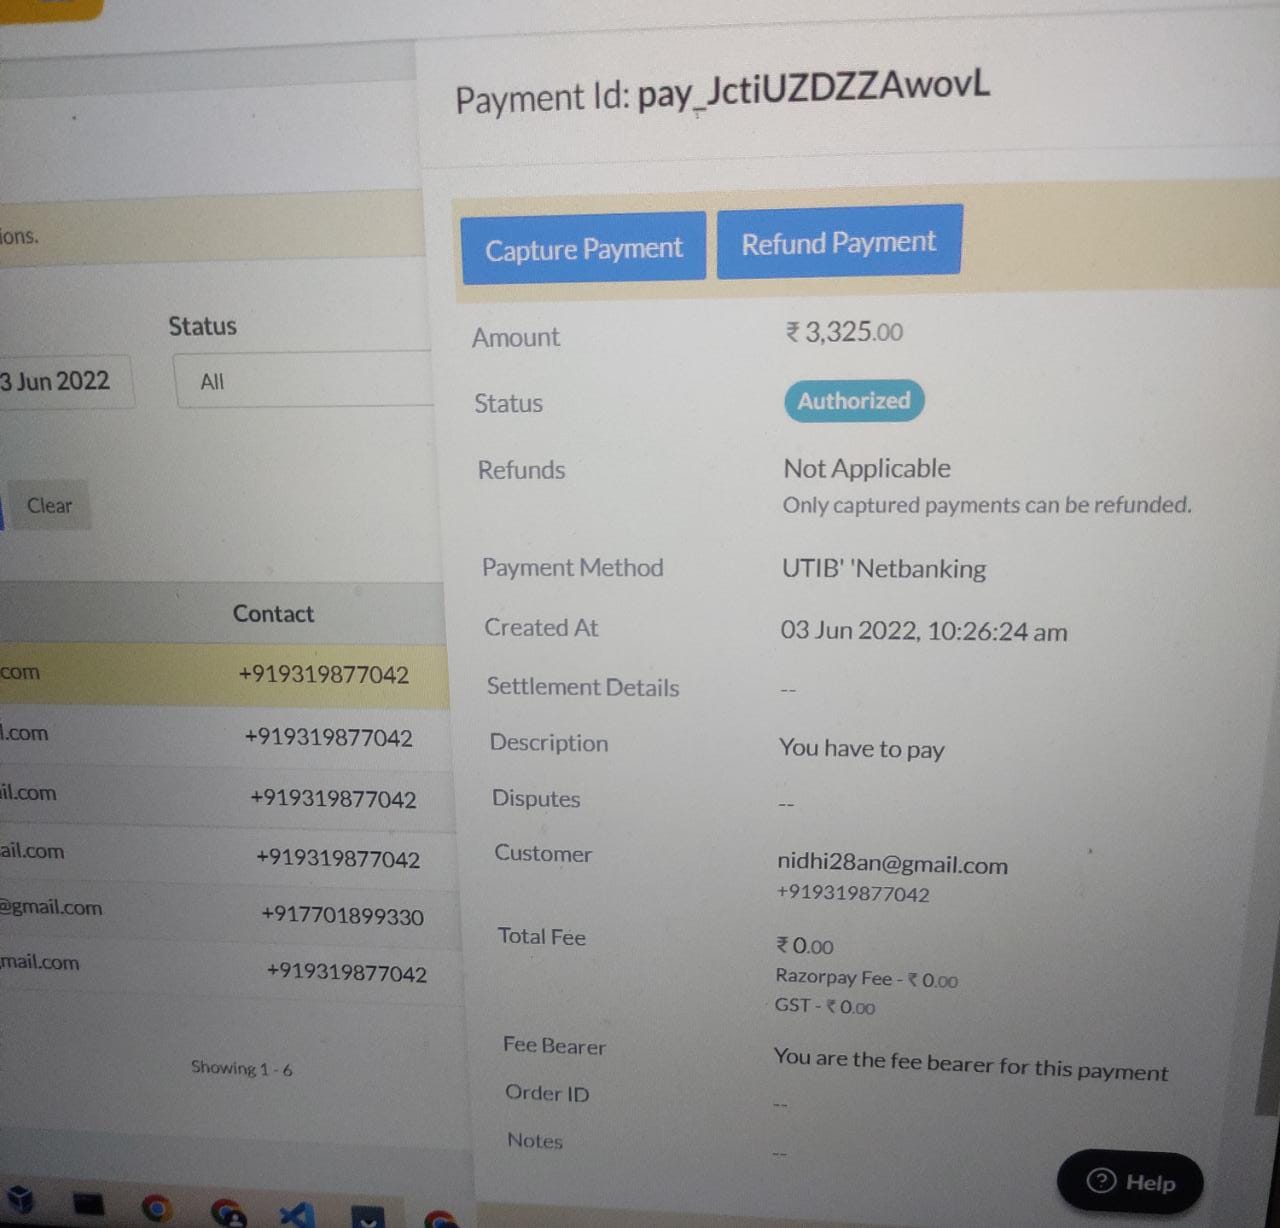 Payment Id: pay_JctiUZDZZAwovL
ions.
Capture Payment
Refund Payment
Status
3 Jun 2022
All
Clear
Contact
com
+919319877042
l.com
+919319877042
il.com
+919319877042
ail.com
+919319877042
@gmail.com
+917701899330
mail.com
+919319877042
Showing 1 - 6
Amount
₹ 3,325.00
Status
Authorized
Refunds
Not Applicable
Only captured payments can be refunded.
Payment Method
UTIB' 'Netbanking
Created At
03 Jun 2022, 10:26:24 am
Settlement Details
--
Description
You have to pay
Disputes
--
Customer
nidhi28an@gmail.com
+919319877042
Total Fee
₹ 0.00
Razorpay Fee - ₹ 0.00
GST - ₹ 0.00
Fee Bearer
You are the fee bearer for this payment
Order ID
--
Notes
--
? Help